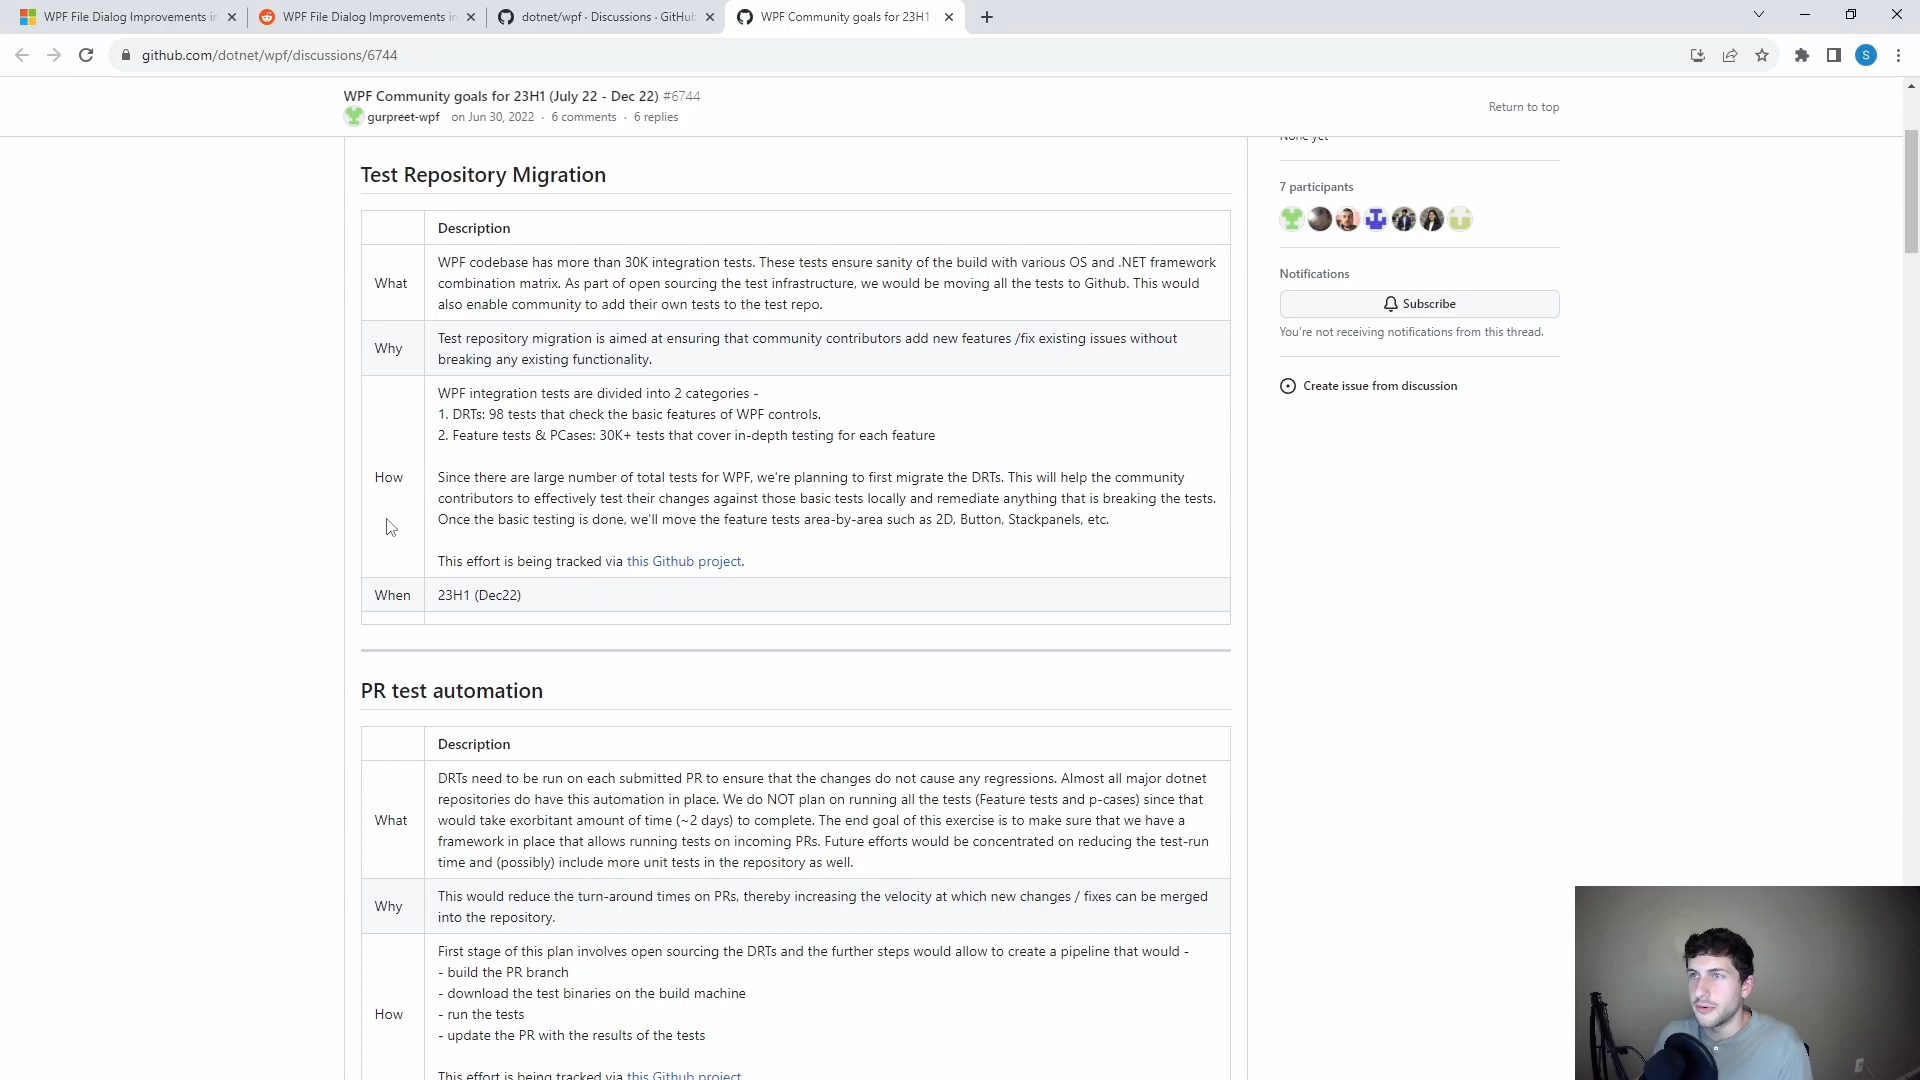 WPF File Dialog Improvements in
WPF File Dialog Improvements in
dotnet/wpf · Discussions · GitHub
WPF Community goals for 23H1
github.com/dotnet/wpf/discussions/6744
S
WPF Community goals for 23H1 (July 22 - Dec 22) #6744
gurpreet-wpf on Jun 30, 2022 · 6 comments · 6 replies
Return to top
Test Repository Migration
Description
What
WPF codebase has more than 30K integration tests. These tests ensure sanity of the build with various OS and .NET framework
combination matrix. As part of open sourcing the test infrastructure, we would be moving all the tests to Github. This would
also enable community to add their own tests to the test repo.
Why
Test repository migration is aimed at ensuring that community contributors add new features /fix existing issues without
breaking any existing functionality.
How
WPF integration tests are divided into 2 categories -
1. DRTs: 98 tests that check the basic features of WPF controls.
2. Feature tests & PCases: 30K+ tests that cover in-depth testing for each feature
Since there are large number of total tests for WPF, we're planning to first migrate the DRTs. This will help the community
contributors to effectively test their changes against those basic tests locally and remediate anything that is breaking the tests.
Once the basic testing is done, we'll move the feature tests area-by-area such as 2D, Button, Stackpanels, etc.
This effort is being tracked via this Github project.
When
23H1 (Dec22)
PR test automation
Description
What
DRTs need to be run on each submitted PR to ensure that the changes do not cause any regressions. Almost all major dotnet
repositories do have this automation in place. We do NOT plan on running all the tests (Feature tests and p-cases) since that
would take exorbitant amount of time (~2 days) to complete. The end goal of this exercise is to make sure that we have a
framework in place that allows running tests on incoming PRs. Future efforts would be concentrated on reducing the test-run
time and (possibly) include more unit tests in the repository as well.
Why
This would reduce the turn-around times on PRs, thereby increasing the velocity at which new changes / fixes can be merged
into the repository.
How
First stage of this plan involves open sourcing the DRTs and the further steps would allow to create a pipeline that would -
- build the PR branch
- download the test binaries on the build machine
- run the tests
- update the PR with the results of the tests
This effort is being tracked via this Github project
None yet
7 participants
Notifications
Subscribe
You're not receiving notifications from this thread.
Create issue from discussion